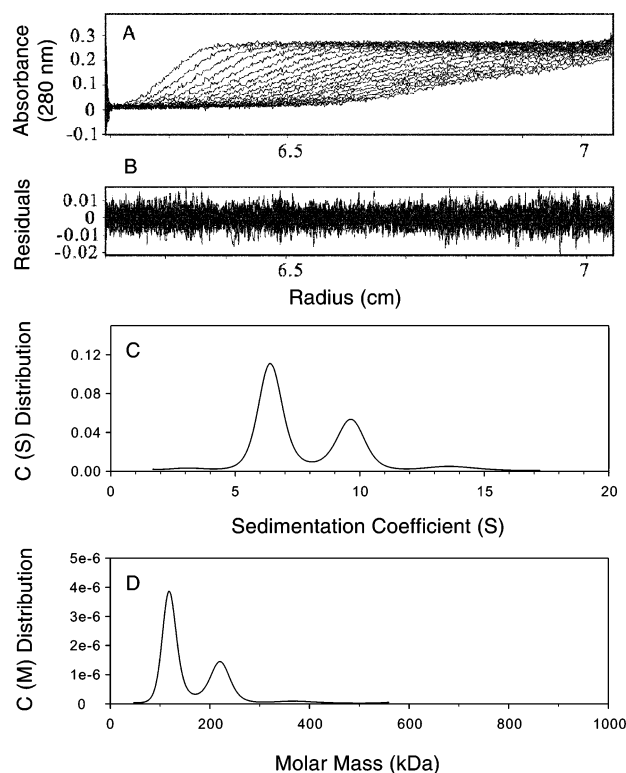 A
Absorbance
(280 nm)
0.3
0.2
0.1
0
-0.1
6.5 7
B
Residuals
0.01
0
-0.01
-0.02
6.5 7
Radius (cm)
C
C (S) Distribution
0.12
0.08
0.04
0.00
0 5 10 15 20
Sedimentation Coefficient (S)
D
C (M) Distribution
5e-6
4e-6
3e-6
2e-6
1e-6
0
0 200 400 600 800 1000
Molar Mass (kDa)